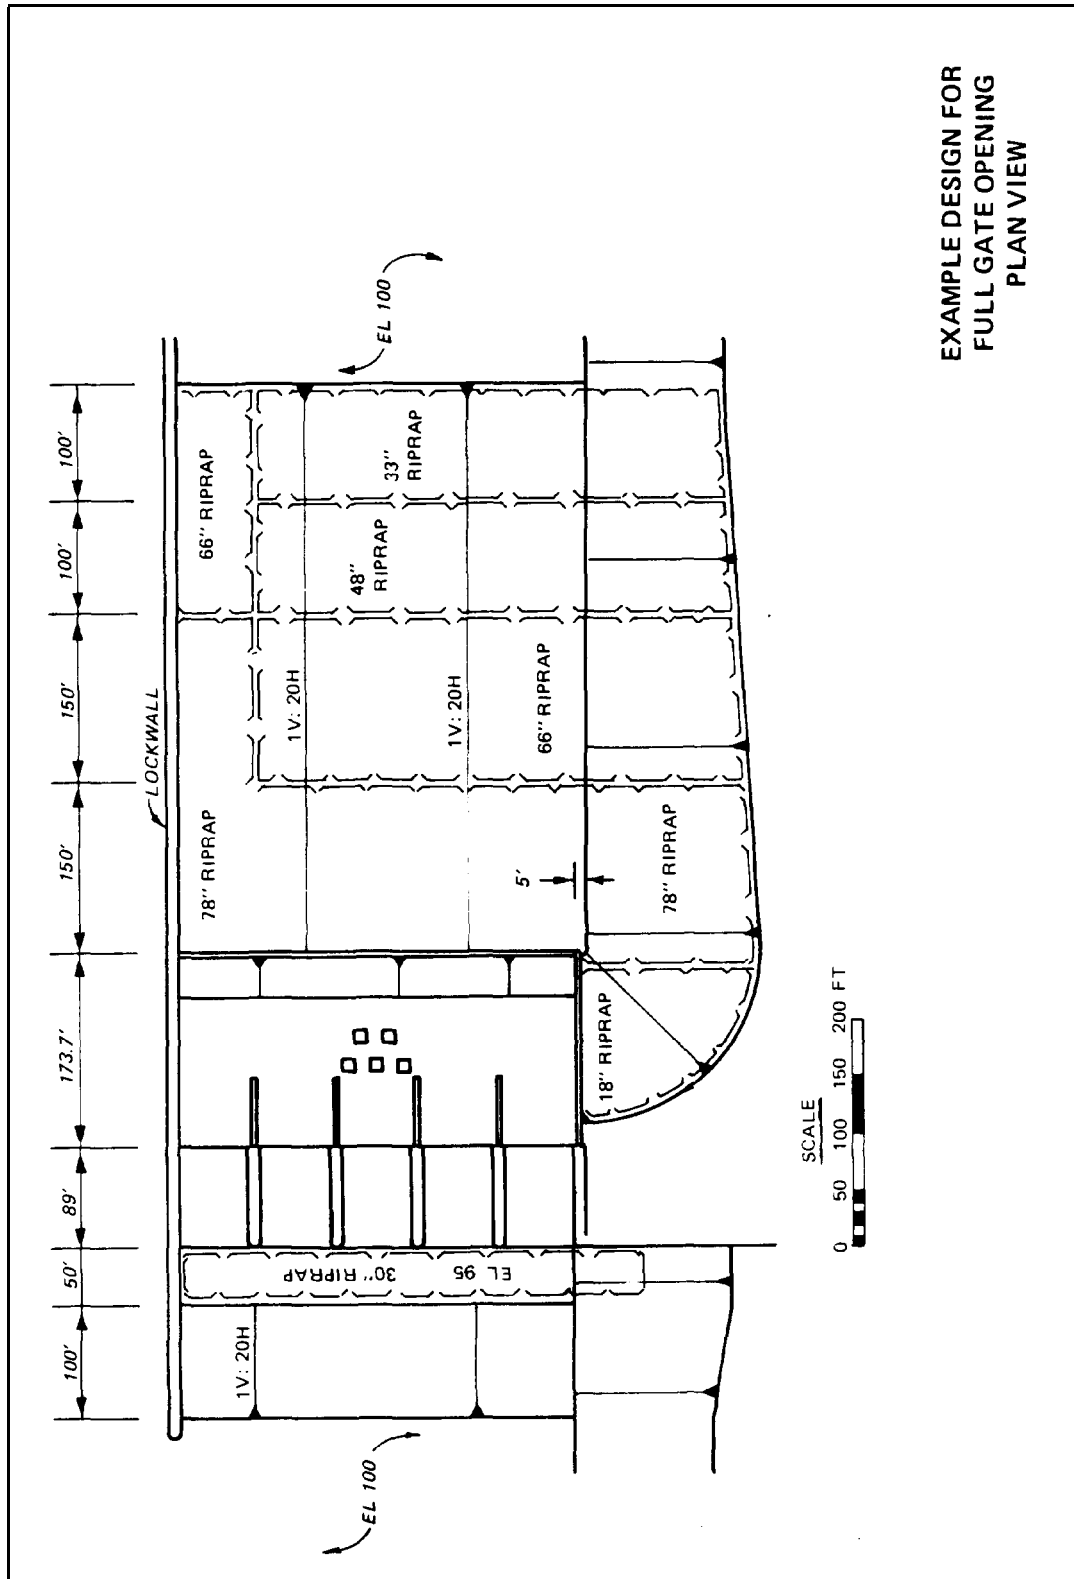 EXAMPLE DESIGN FOR
FULL GATE OPENING
PLAN VIEW
100'
50'
89'
173.7'
150'
150'
100'
100'
LOCKWALL
EL 100
1V: 20H
30" RIPRAP
EL 95
18" RIPRAP
5'
78" RIPRAP
78" RIPRAP
1V: 20H
1V: 20H
66" RIPRAP
66" RIPRAP
48"
RIPRAP
33"
RIPRAP
EL 100
SCALE
0 50 100 150 200 FT